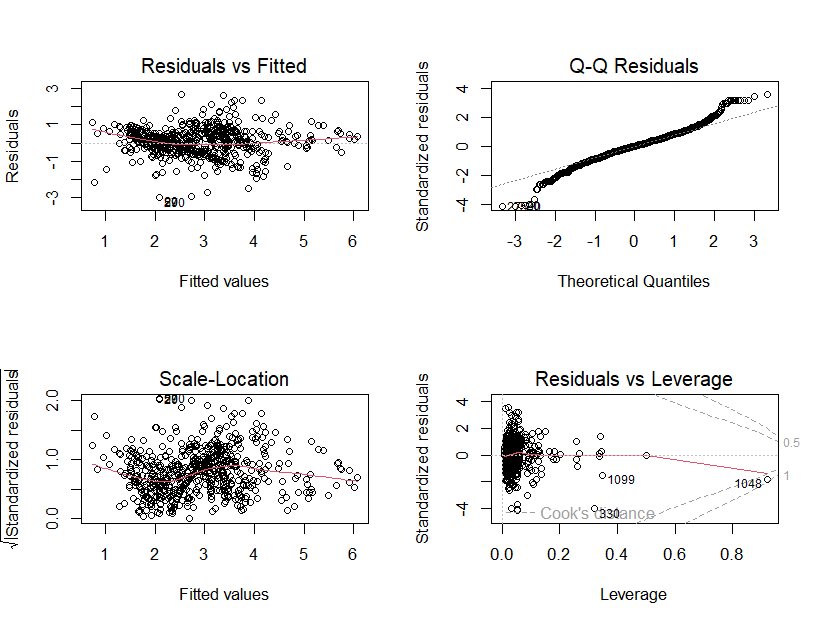 Residuals vs Fitted
Residuals
3
1
-1
-3
1 2 3 4 5 6
Fitted values
Q-Q Residuals
Standardized residuals
4
2
0
-2
-4
-3 -2 -1 0 1 2 3
Theoretical Quantiles
Scale-Location
√|Standardized residuals|
2.0
1.0
0.0
1 2 3 4 5 6
Fitted values
Residuals vs Leverage
Standardized residuals
4
2
0
-4
0.5
1
1099
1048
330
Cook's distance
0.0 0.2 0.4 0.6 0.8
Leverage